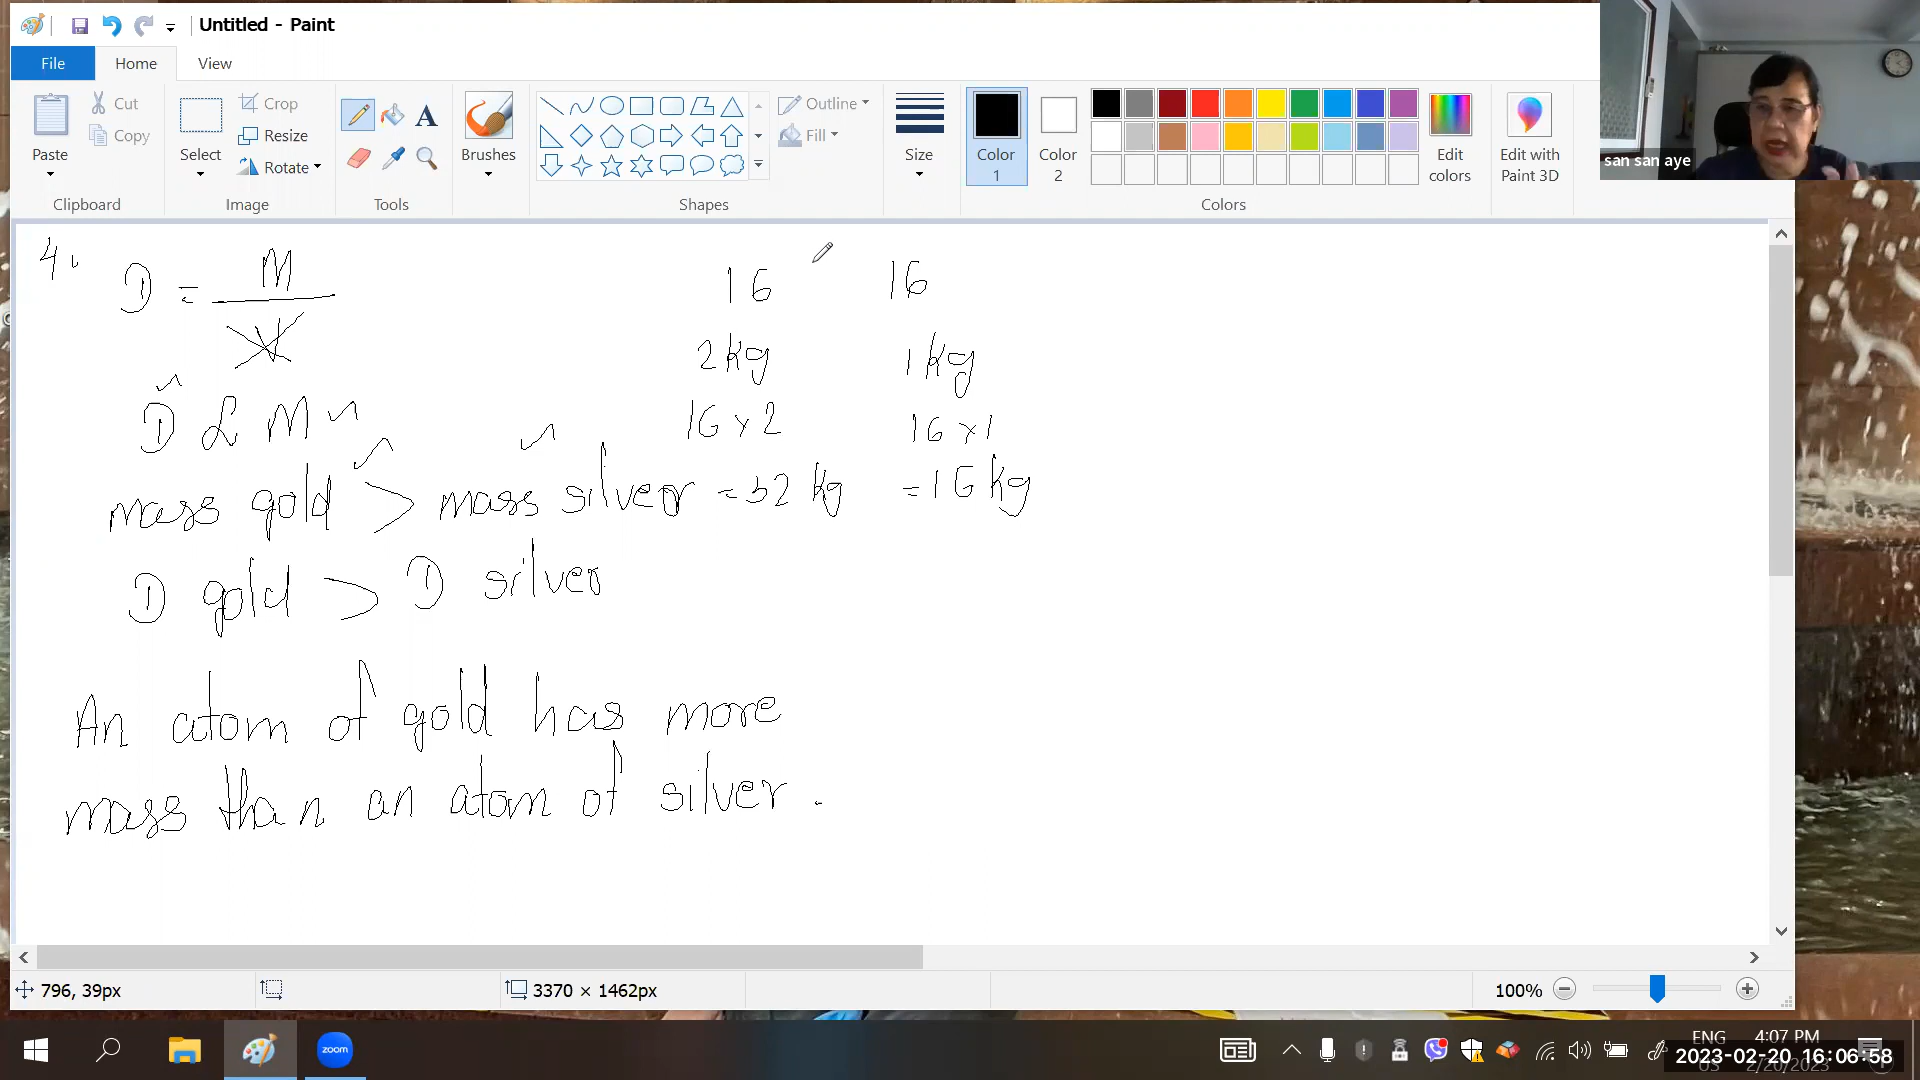 Untitled - Paint
File Home View
Cut
Copy
Paste
Clipboard
Crop
Resize
Rotate
Select
Image
A
Tools
Brushes
Shapes
Outline
Fill
Size
Color 1
Color 2
Edit colors
Edit with Paint 3D
Colors
san san aye
4.
D = M
V
16 16
2 kg 1 kg
D α M
16 x 2 16 x 1
mass gold > mass silver = 32 kg = 16 kg
D gold > D silver
An atom of gold has more
mass than an atom of silver.
796, 39px
3370 × 1462px
100%
zoom
ENG 4:07 PM
2023-02-20 16:06:58